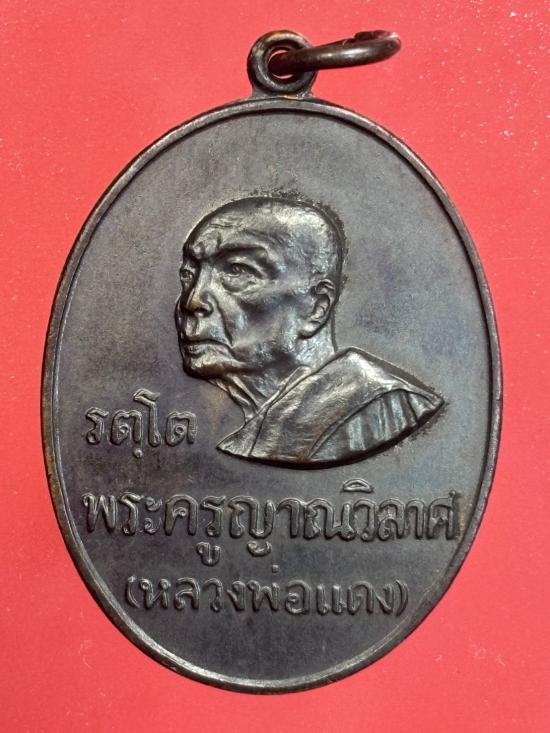 รตฺโต
พระครูญาณวิลาศ
(หลวงพ่อแดง)